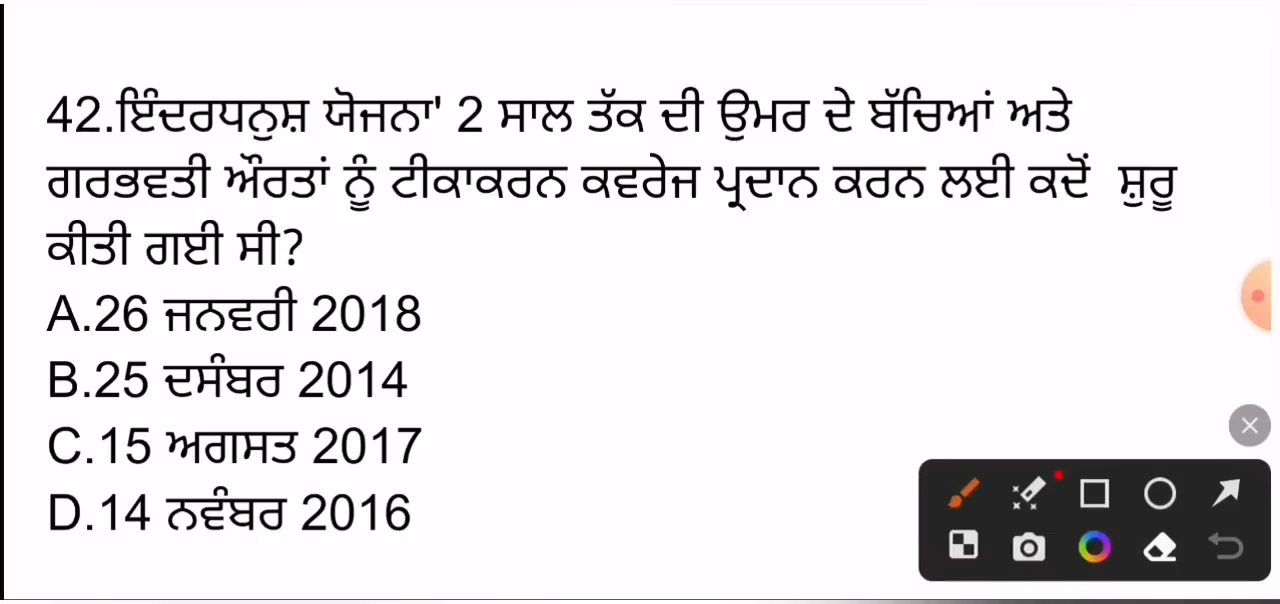 42.ਇੰਦਰਧਨੁਸ਼ ਯੋਜਨਾ' 2 ਸਾਲ ਤੱਕ ਦੀ ਉਮਰ ਦੇ ਬੱਚਿਆਂ ਅਤੇ
ਗਰਭਵਤੀ ਔਰਤਾਂ ਨੂੰ ਟੀਕਾਕਰਨ ਕਵਰੇਜ ਪ੍ਰਦਾਨ ਕਰਨ ਲਈ ਕਦੋਂ ਸ਼ੁਰੂ
ਕੀਤੀ ਗਈ ਸੀ?
A.26 ਜਨਵਰੀ 2018
B.25 ਦਸੰਬਰ 2014
C.15 ਅਗਸਤ 2017
D.14 ਨਵੰਬਰ 2016